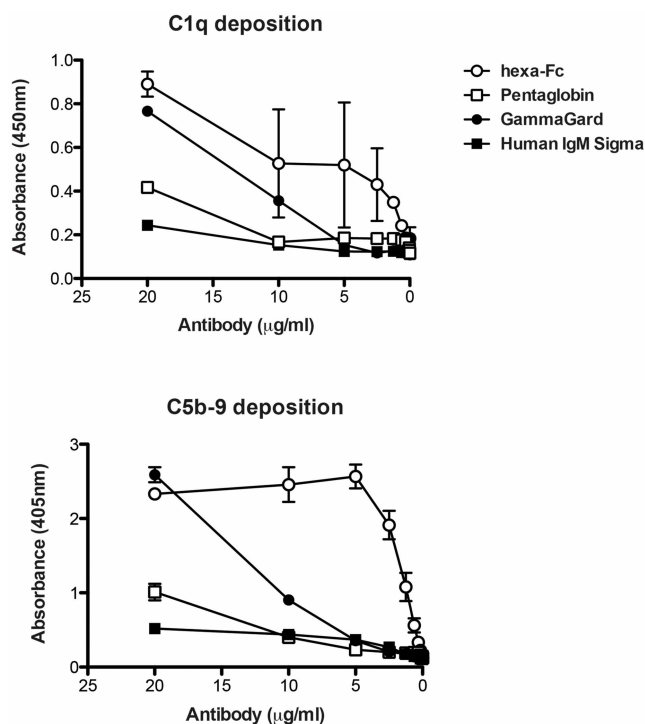 C1q deposition
Absorbance (450nm)
1.0
0.8
0.6
0.4
0.2
0.0
25 20 15 10 5 0
Antibody (μg/ml)
hexa-Fc
Pentaglobin
GammaGard
Human IgM Sigma
C5b-9 deposition
Absorbance (405nm)
3
2
1
0
25 20 15 10 5 0
Antibody (μg/ml)